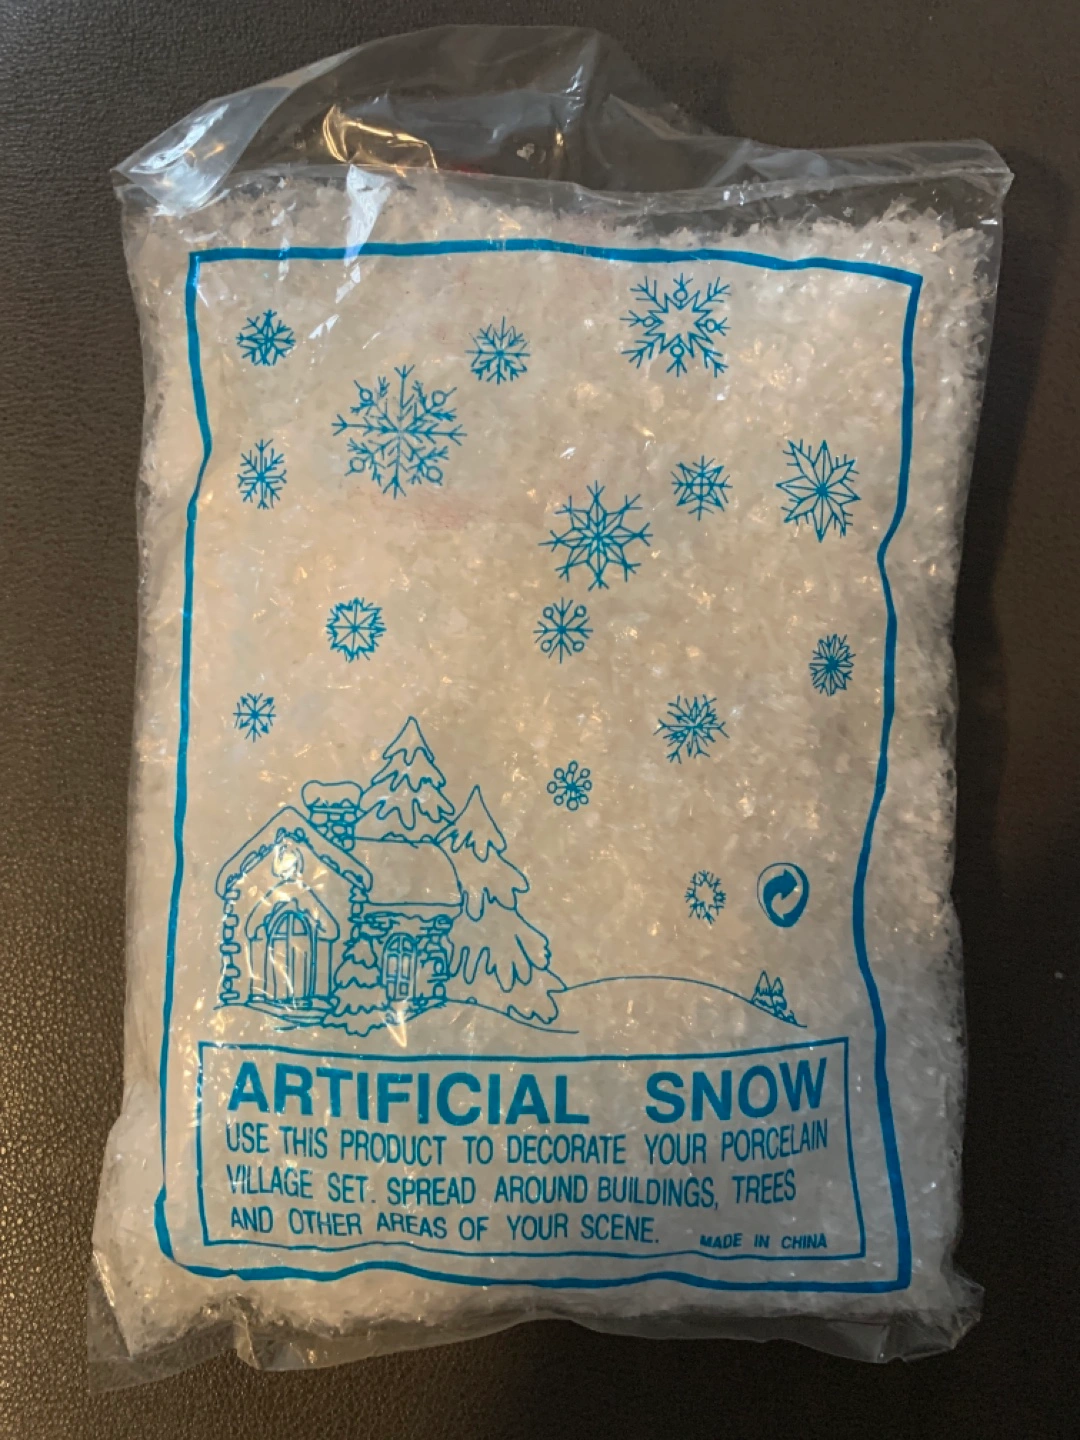 ARTIFICIAL SNOW
USE THIS PRODUCT TO DECORATE YOUR PORCELAIN
VILLAGE SET. SPREAD AROUND BUILDINGS, TREES
AND OTHER AREAS OF YOUR SCENE.
MADE IN CHINA